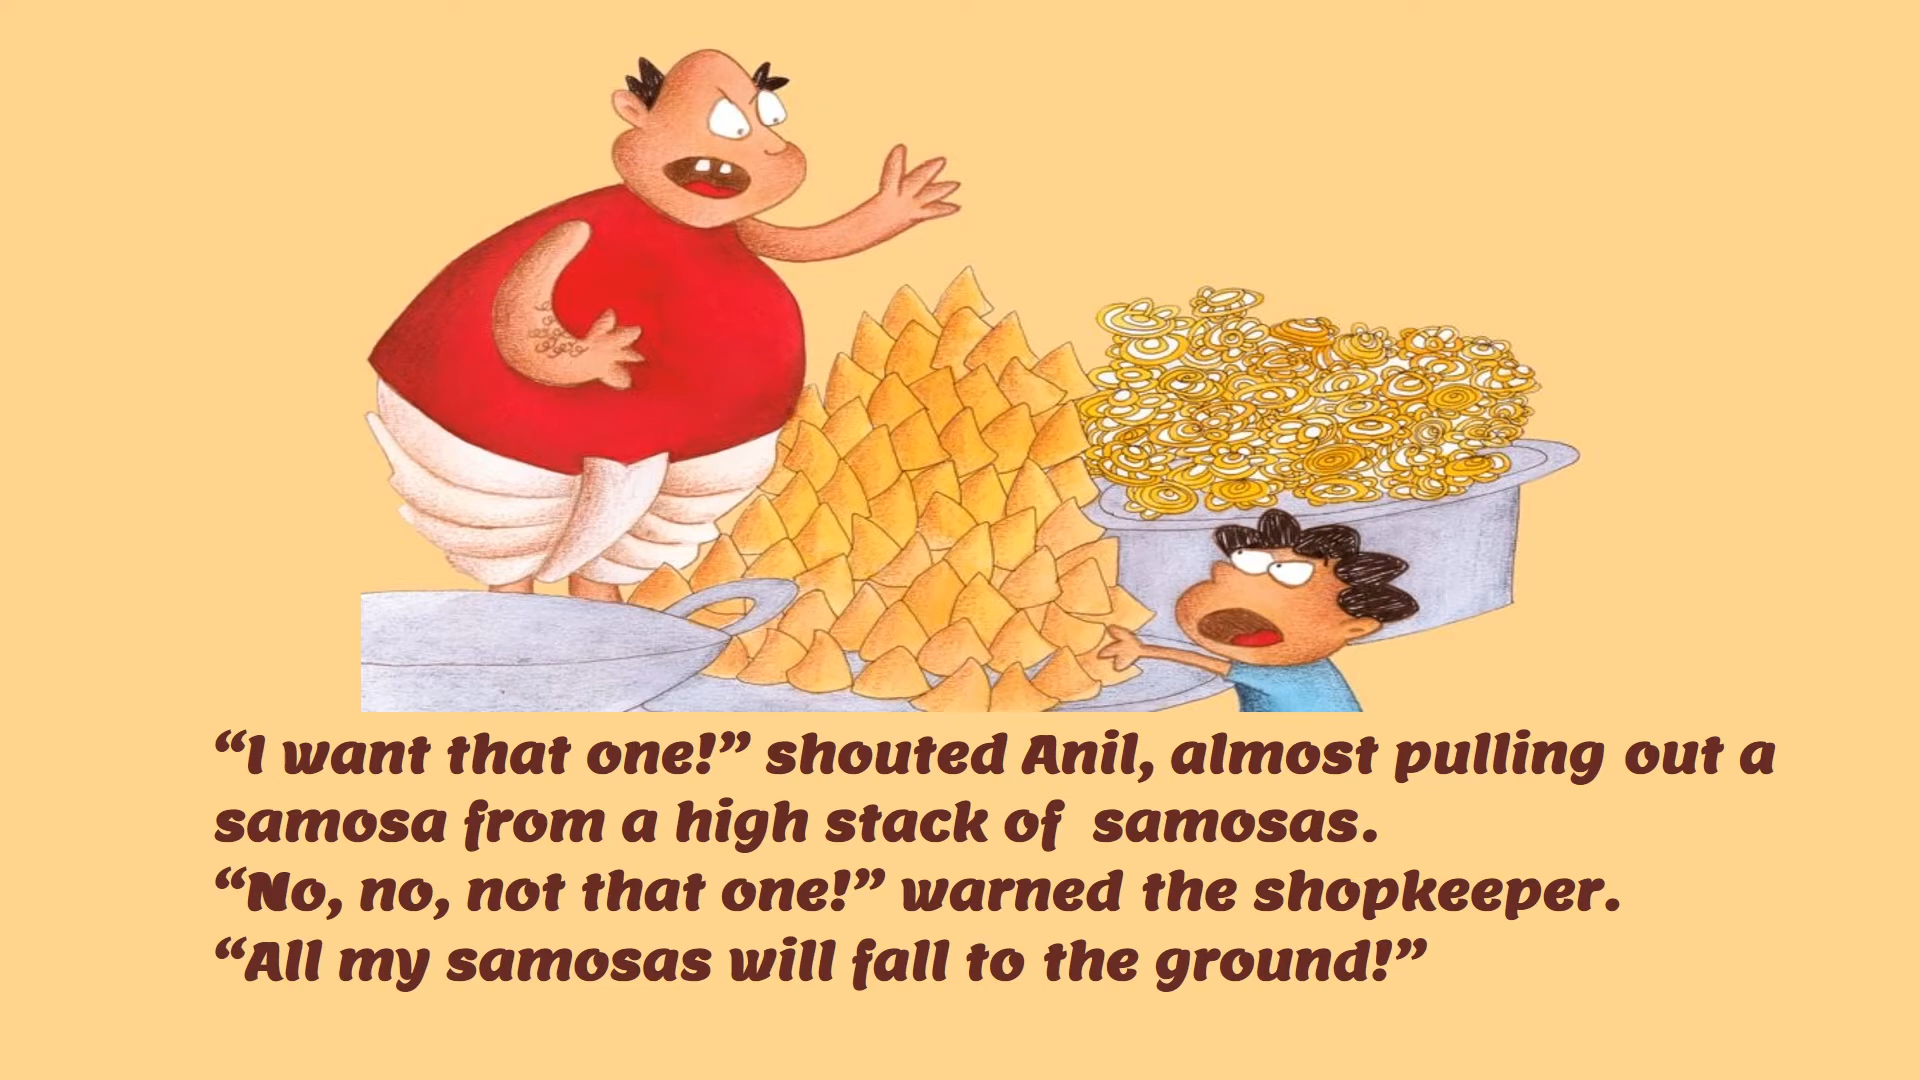 “I want that one!” shouted Anil, almost pulling out a
samosa from a high stack of samosas.
“No, no, not that one!” warned the shopkeeper.
“All my samosas will fall to the ground!”